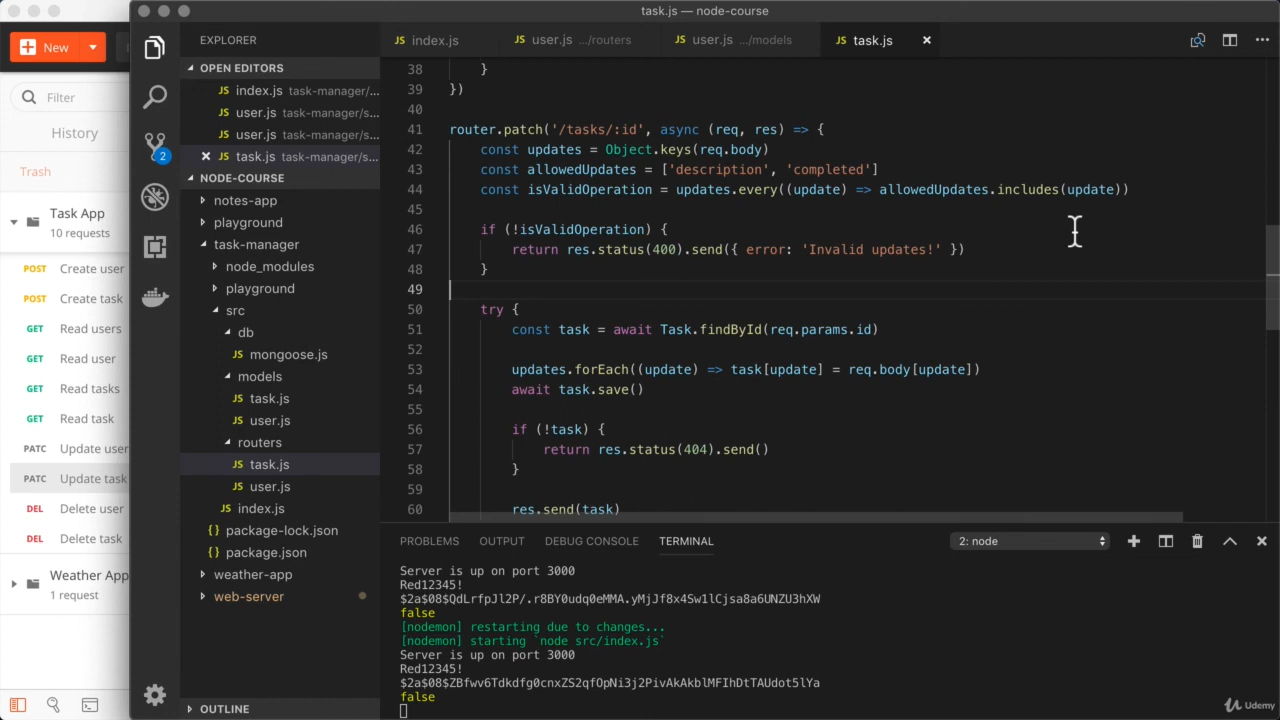 task.js — node-course
New
Filter
History
Trash
Task App
10 requests
POST Create user
POST Create task
GET Read users
GET Read user
GET Read tasks
GET Read task
PATC Update user
PATC Update task
DEL Delete user
DEL Delete task
Weather App
1 request
EXPLORER
OPEN EDITORS
JS index.js task-manager/...
JS user.js task-manager/s...
JS user.js task-manager/s...
JS task.js task-manager/s...
NODE-COURSE
notes-app
playground
task-manager
node_modules
playground
src
db
JS mongoose.js
models
JS task.js
JS user.js
routers
JS task.js
JS user.js
JS index.js
{} package-lock.json
{} package.json
weather-app
web-server
OUTLINE
2
JS index.js JS user.js .../routers JS user.js .../models JS task.js
38 }
39 })
40
41 router.patch('/tasks/:id', async (req, res) => {
42 const updates = Object.keys(req.body)
43 const allowedUpdates = ['description', 'completed']
44 const isValidOperation = updates.every((update) => allowedUpdates.includes(update))
45
46 if (!isValidOperation) {
47 return res.status(400).send({ error: 'Invalid updates!' })
48 }
49
50 try {
51 const task = await Task.findById(req.params.id)
52
53 updates.forEach((update) => task[update] = req.body[update])
54 await task.save()
55
56 if (!task) {
57 return res.status(404).send()
58 }
59
60 res.send(task)
PROBLEMS OUTPUT DEBUG CONSOLE TERMINAL 2: node
Server is up on port 3000
Red12345!
$2a$08$QdLrfpJl2P/.r8BY0udq0eMMA.yMjJf8x4Sw1lCjsa8a6UNZU3hXW
false
[nodemon] restarting due to changes...
[nodemon] starting `node src/index.js`
Server is up on port 3000
Red12345!
$2a$08$ZBfwv6Tdkdfg0cnxZS2qfOpNi3j2PivAkAkblMFIhDtTAUdot5lYa
false
Udemy